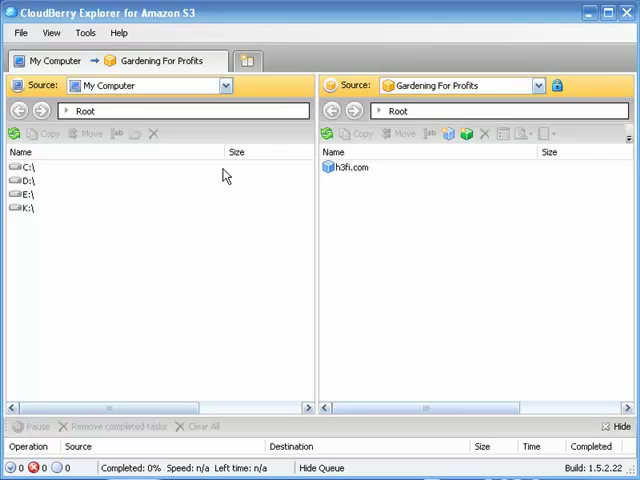 CloudBerry Explorer for Amazon S3
File View Tools Help
My Computer Gardening For Profits
Source: My Computer Source: Gardening For Profits
Root Root
Copy Move Copy Move
Name Size Name Size
C:\ h3fi.com
D:\
E:\
K:\
Pause Remove completed tasks Clear All Hide
Operation Source Destination Size Time Completed
0 0 0 Completed: 0% Speed: n/a Left time: n/a Hide Queue Build: 1.5.2.22